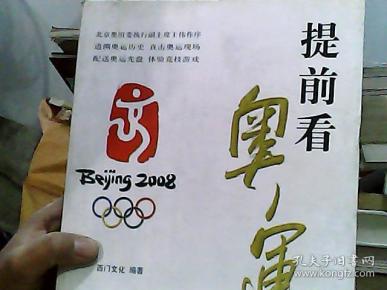 北京奥组委执行副主席王伟作序
追溯奥运历史 直击奥运现场
配送奥运光盘 体验竞技游戏
提前看
奥运
Beijing 2008
西门文化 编著
孔夫子旧书网